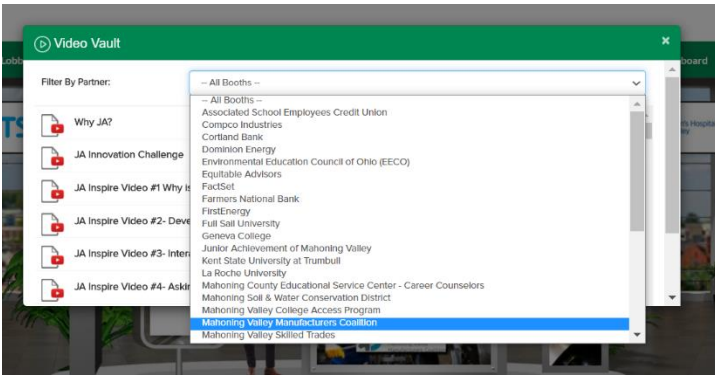 Video Vault
×
Lobb
board
Filter By Partner:
-- All Booths --
-- All Booths --
Associated School Employees Credit Union
Compco Industries
Cortland Bank
Dominion Energy
Environmental Education Council of Ohio (EECO)
Equitable Advisors
FactSet
Farmers National Bank
FirstEnergy
Full Sail University
Geneva College
Junior Achievement of Mahoning Valley
Kent State University at Trumbull
La Roche University
Mahoning County Educational Service Center - Career Counselors
Mahoning Soil & Water Conservation District
Mahoning Valley College Access Program
Mahoning Valley Manufacturers Coalition
Mahoning Valley Skilled Trades
Why JA?
JA Innovation Challenge
JA Inspire Video #1 Why is
JA Inspire Video #2- Deve
JA Inspire Video #3- Inter
JA Inspire Video #4- Askin
TS